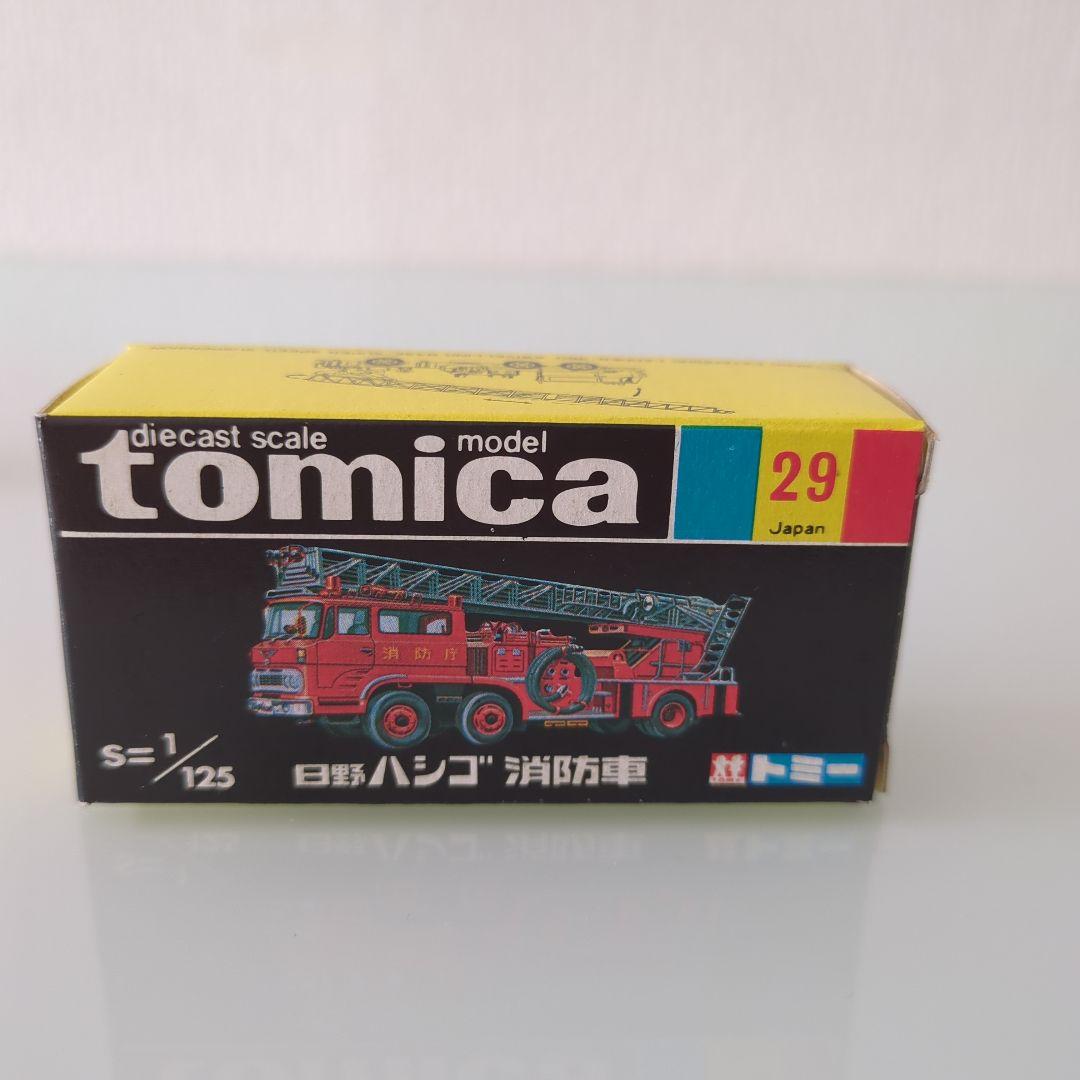 diecast scale model
tomica
29
Japan
消防庁
S=1/125
日野ハシゴ消防車
TOMY
トミー